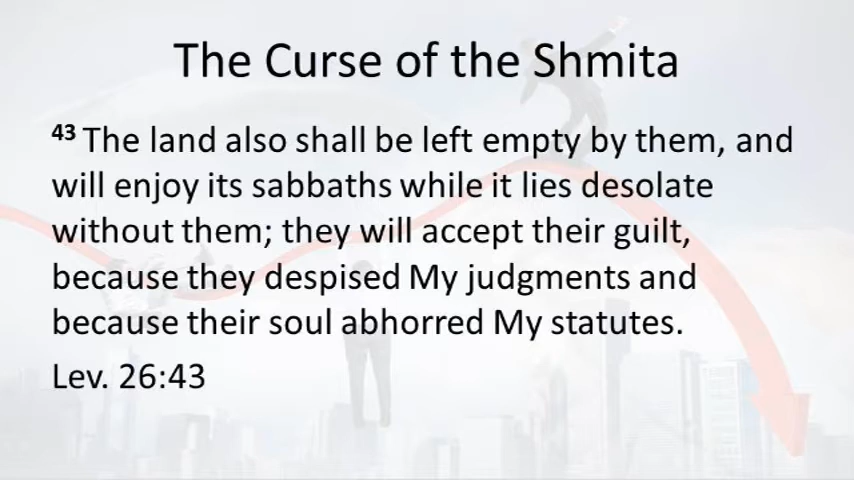 The Curse of the Shmita
43 The land also shall be left empty by them, and
will enjoy its sabbaths while it lies desolate
without them; they will accept their guilt,
because they despised My judgments and
because their soul abhorred My statutes.
Lev. 26:43